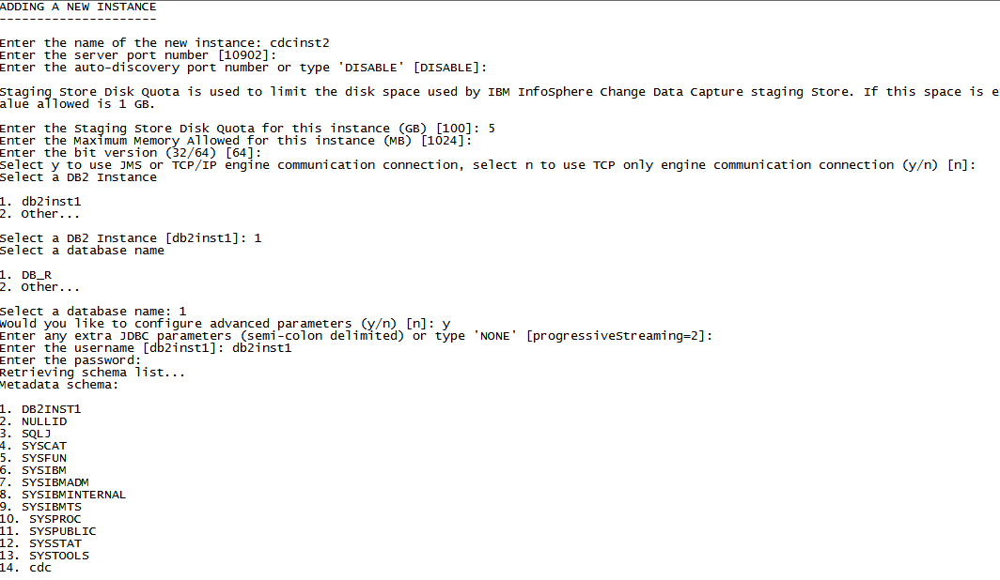 ADDING A NEW INSTANCE
---------------------
Enter the name of the new instance: cdcinst2
Enter the server port number [10902]:
Enter the auto-discovery port number or type 'DISABLE' [DISABLE]:
Staging Store Disk Quota is used to limit the disk space used by IBM InfoSphere Change Data Capture staging Store. If this space is e
alue allowed is 1 GB.
Enter the Staging Store Disk Quota for this instance (GB) [100]: 5
Enter the Maximum Memory Allowed for this instance (MB) [1024]:
Enter the bit version (32/64) [64]:
Select y to use JMS or TCP/IP engine communication connection, select n to use TCP only engine communication connection (y/n) [n]:
Select a DB2 Instance
1. db2inst1
2. Other...
Select a DB2 Instance [db2inst1]: 1
Select a database name
1. DB_R
2. Other...
Select a database name: 1
Would you like to configure advanced parameters (y/n) [n]: y
Enter any extra JDBC parameters (semi-colon delimited) or type 'NONE' [progressiveStreaming=2]:
Enter the username [db2inst1]: db2inst1
Enter the password:
Retrieving schema list...
Metadata schema:
1. DB2INST1
2. NULLID
3. SQLJ
4. SYSCAT
5. SYSFUN
6. SYSIBM
7. SYSIBMADM
8. SYSIBMINTERNAL
9. SYSIBMTS
10. SYSPROC
11. SYSPUBLIC
12. SYSSTAT
13. SYSTOOLS
14. cdc